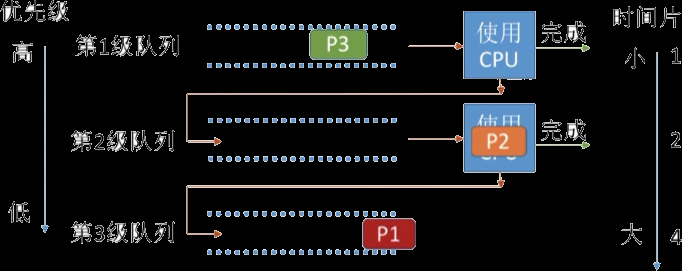 优先级
时间片
高
第1级队列
P3
使用
CPU
完成
小 1
第2级队列
使用
P2
完成
2
低
第3级队列
P1
大 4